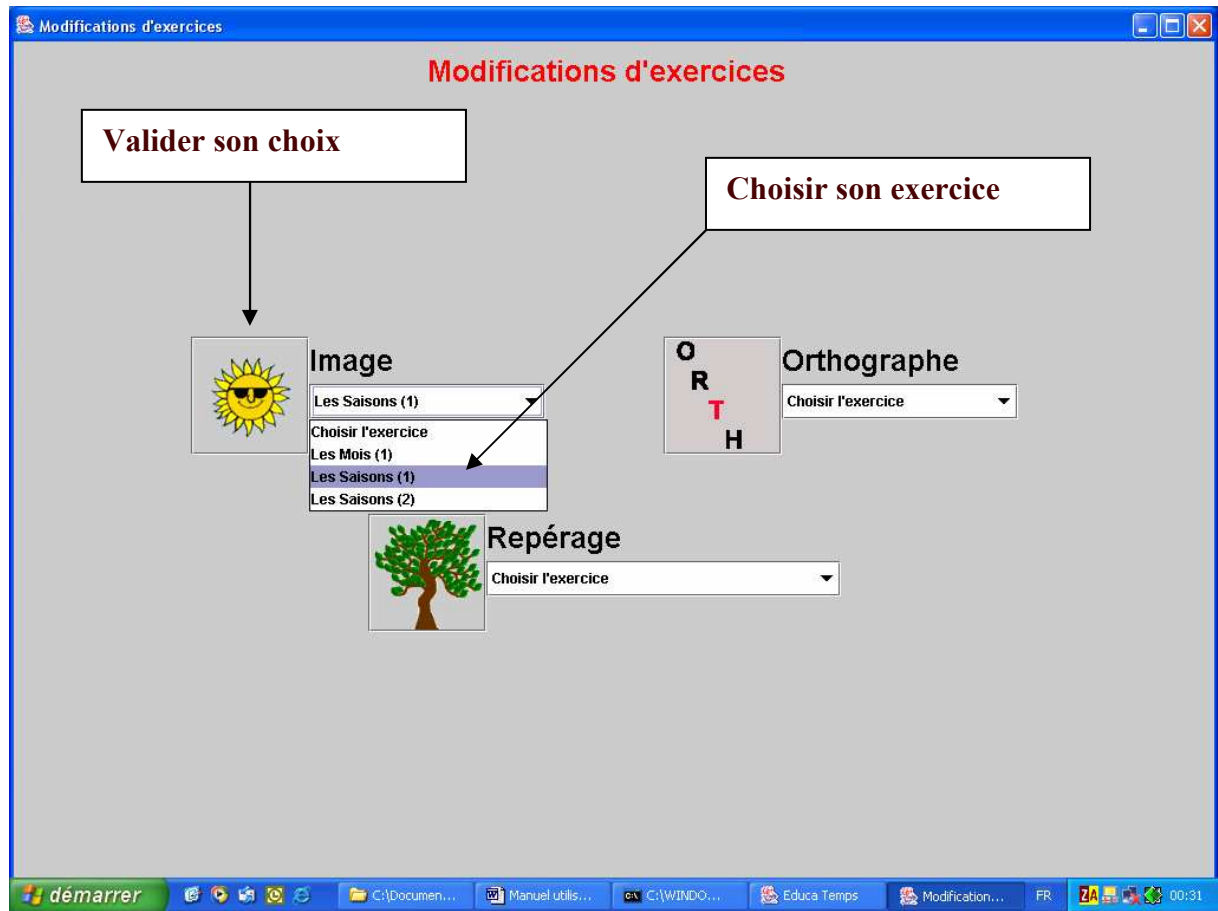 Modifications d'exercices
Modifications d'exercices
Valider son choix
Choisir son exercice
Image
Les Saisons (1)
Choisir l'exercice
Les Mois (1)
Les Saisons (1)
Les Saisons (2)
O
R
T
H
Orthographe
Choisir l'exercice
Repérage
Choisir l'exercice
démarrer C:\Documen... Manuel utilis... C:\WINDO... Educa Temps Modification... FR ZA 00:31